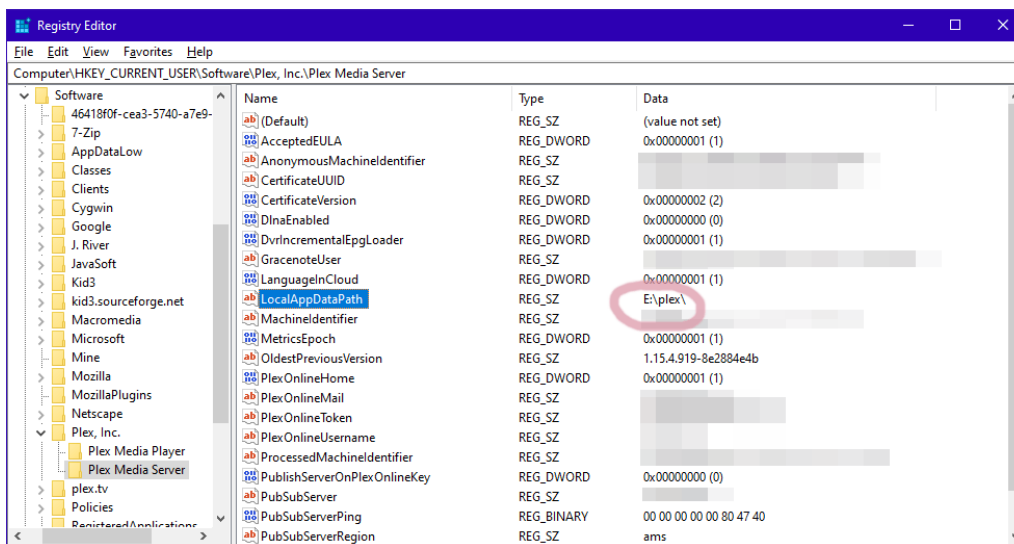 Registry Editor
File Edit View Favorites Help
Computer\HKEY_CURRENT_USER\Software\Plex, Inc.\Plex Media Server
Software
46418f0f-cea3-5740-a7e9-
7-Zip
AppDataLow
Classes
Clients
Cygwin
Google
J. River
JavaSoft
Kid3
kid3.sourceforge.net
Macromedia
Microsoft
Mine
Mozilla
MozillaPlugins
Netscape
Plex, Inc.
Plex Media Player
Plex Media Server
plex.tv
Policies
RegisteredApplications
Name Type Data
(Default) REG_SZ (value not set)
AcceptedEULA REG_DWORD 0x00000001 (1)
AnonymousMachineIdentifier REG_SZ
CertificateUUID REG_SZ
CertificateVersion REG_DWORD 0x00000002 (2)
DlnaEnabled REG_DWORD 0x00000000 (0)
DvrIncrementalEpgLoader REG_DWORD 0x00000001 (1)
GracenoteUser REG_SZ
LanguageInCloud REG_DWORD 0x00000001 (1)
LocalAppDataPath REG_SZ E:\plex\
MachineIdentifier REG_SZ
MetricsEpoch REG_DWORD 0x00000001 (1)
OldestPreviousVersion REG_SZ 1.15.4.919-8e2884e4b
PlexOnlineHome REG_DWORD 0x00000001 (1)
PlexOnlineMail REG_SZ
PlexOnlineToken REG_SZ
PlexOnlineUsername REG_SZ
ProcessedMachineIdentifier REG_SZ
PublishServerOnPlexOnlineKey REG_DWORD 0x00000000 (0)
PubSubServer REG_SZ
PubSubServerPing REG_BINARY 00 00 00 00 00 80 47 40
PubSubServerRegion REG_SZ ams